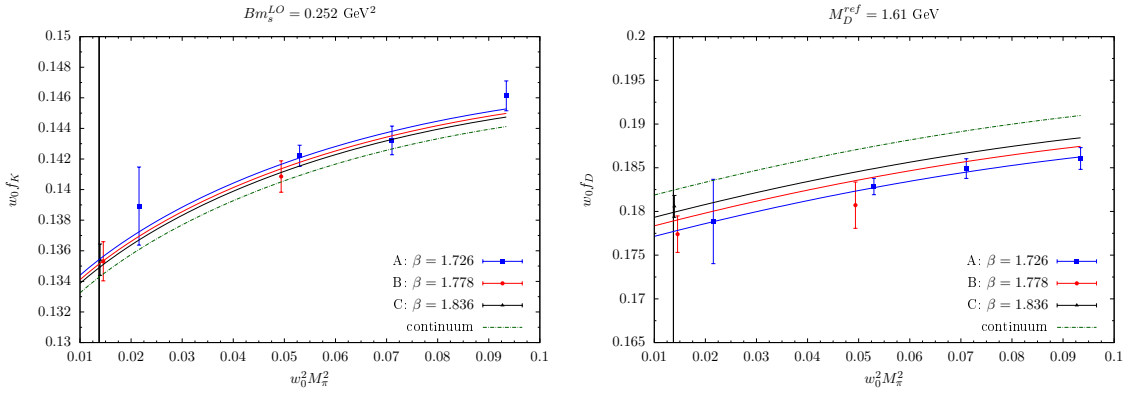 Bm_s^{LO} = 0.252 GeV²
0.15
0.148
0.146
0.144
0.142
0.14
0.138
0.136
0.134
0.132
0.13
w_0 f_K
A: β = 1.726
B: β = 1.778
C: β = 1.836
continuum
0.01 0.02 0.03 0.04 0.05 0.06 0.07 0.08 0.09 0.1
w_0^2 M_π^2
M_D^{ref} = 1.61 GeV
0.2
0.195
0.19
0.185
0.18
0.175
0.17
0.165
w_0 f_D
A: β = 1.726
B: β = 1.778
C: β = 1.836
continuum
0.01 0.02 0.03 0.04 0.05 0.06 0.07 0.08 0.09 0.1
w_0^2 M_π^2